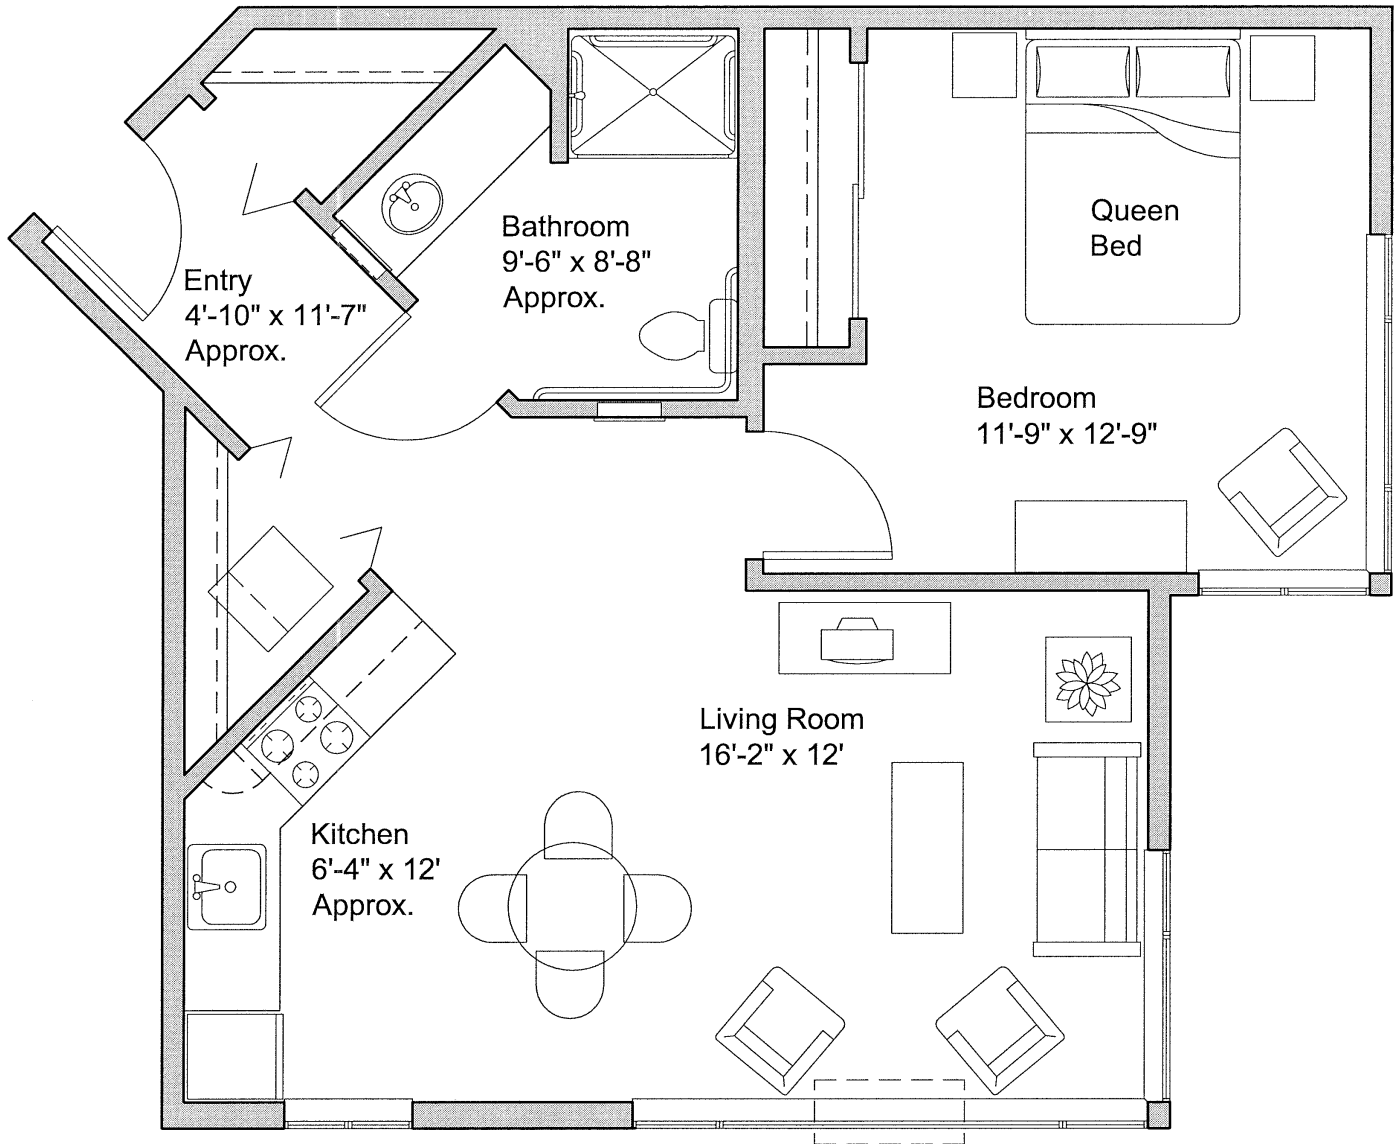 Queen
Bed
Bathroom
9'-6" x 8'-8"
Approx.
Entry
4'-10" x 11'-7"
Approx.
Bedroom
11'-9" x 12'-9"
Living Room
16'-2" x 12'
Kitchen
6'-4" x 12'
Approx.